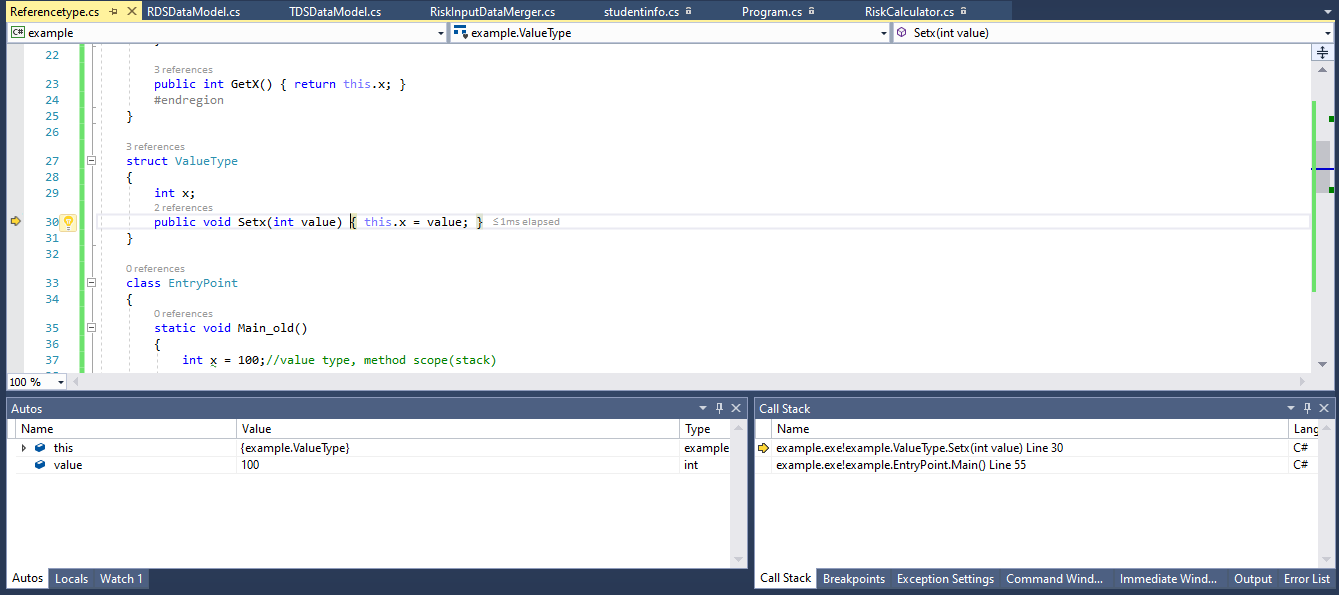 Referencetype.cs RDSDataModel.cs TDSDataModel.cs RiskInputDataMerger.cs studentinfo.cs Program.cs RiskCalculator.cs
C# example example.ValueType Setx(int value)
22
3 references
23 public int GetX() { return this.x; }
24 #endregion
25 }
26
3 references
27 struct ValueType
28 {
29 int x;
2 references
30 public void Setx(int value) { this.x = value; } ≤1ms elapsed
31 }
32
0 references
33 class EntryPoint
34 {
0 references
35 static void Main_old()
36 {
37 int x = 100;//value type, method scope(stack)
100 %
Autos
Name Value Type
this {example.ValueType} example
value 100 int
Autos Locals Watch 1
Call Stack
Name Lang
example.exe!example.ValueType.Setx(int value) Line 30 C#
example.exe!example.EntryPoint.Main() Line 55 C#
Call Stack Breakpoints Exception Settings Command Wind... Immediate Wind... Output Error List